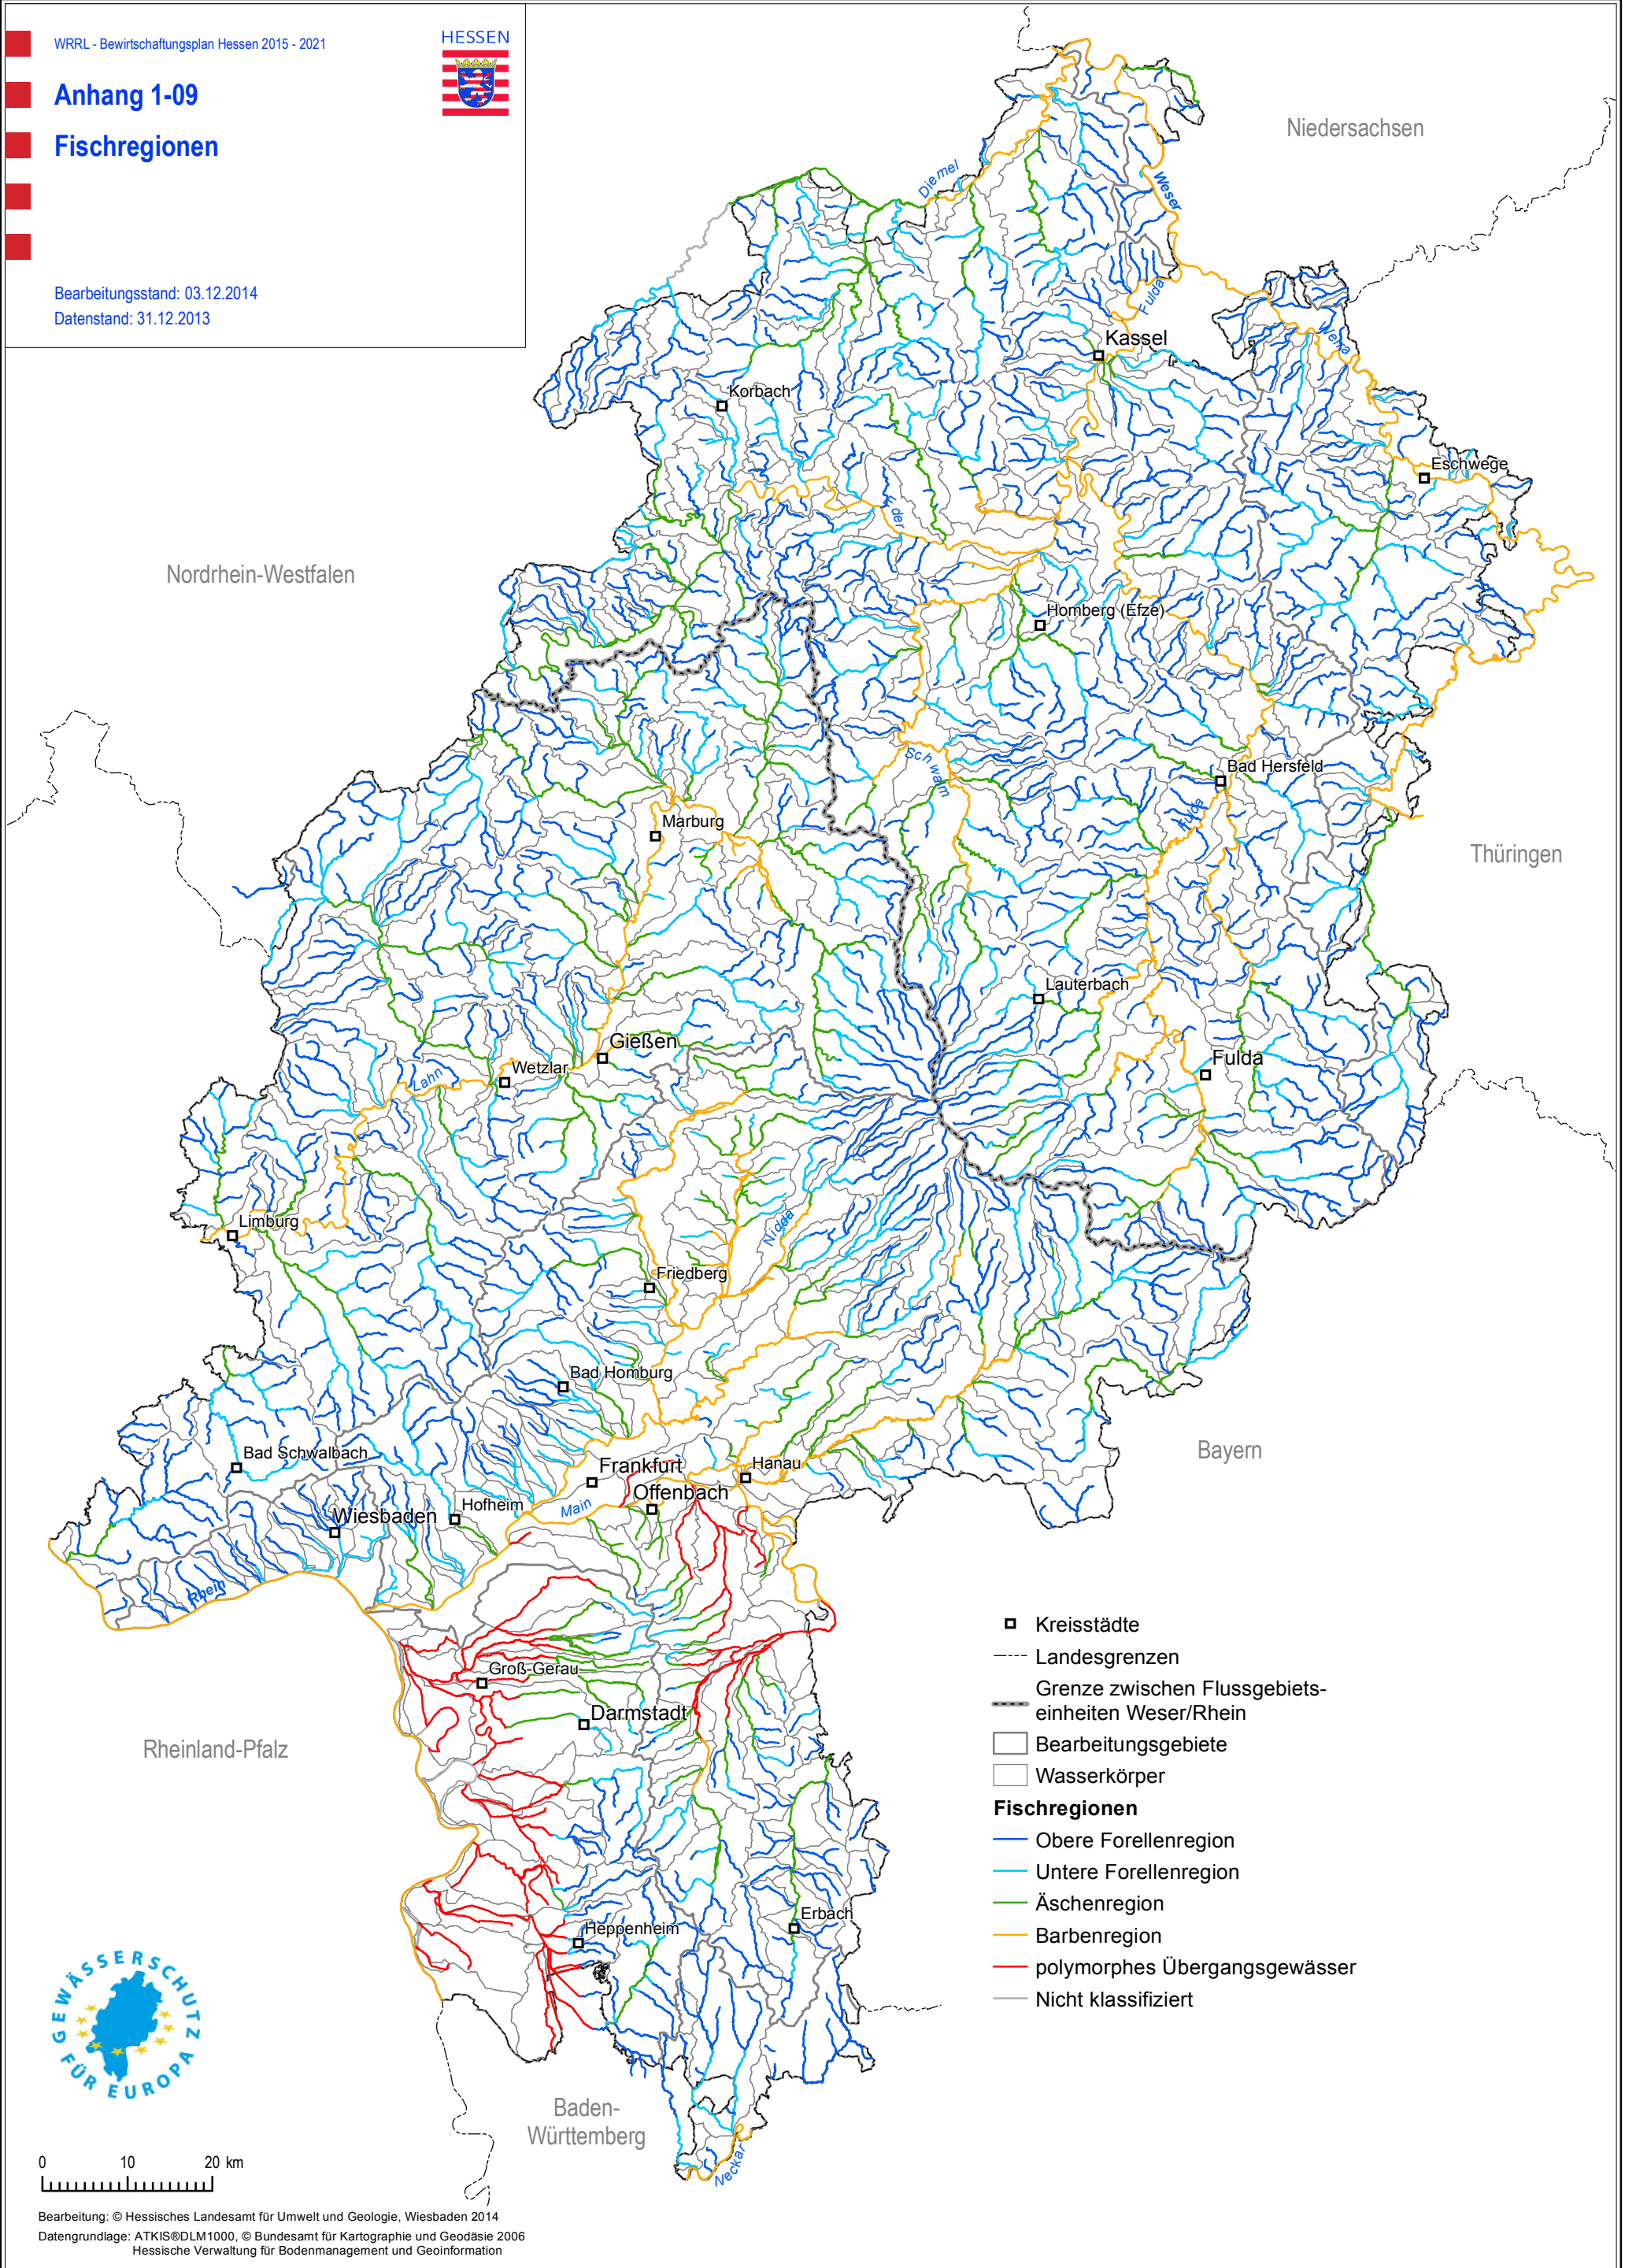 WRRL - Bewirtschaftungsplan Hessen 2015 - 2021
HESSEN
Anhang 1-09
Fischregionen
Bearbeitungsstand: 03.12.2014
Datenstand: 31.12.2013
Niedersachsen
Diemel
Weser
Fulda
Kassel
Werra
Korbach
Eschwege
Eder
Nordrhein-Westfalen
Homberg (Efze)
Schwalm
Bad Hersfeld
Fulda
Marburg
Thüringen
Lauterbach
Gießen
Fulda
Wetzlar
Lahn
Limburg
Nidda
Friedberg
Bad Homburg
Bad Schwalbach
Bayern
Frankfurt
Hanau
Offenbach
Hofheim
Main
Wiesbaden
Rhein
Groß-Gerau
Darmstadt
Rheinland-Pfalz
Erbach
Heppenheim
Baden-
Württemberg
Neckar
Kreisstädte
Landesgrenzen
Grenze zwischen Flussgebiets-
einheiten Weser/Rhein
Bearbeitungsgebiete
Wasserkörper
Fischregionen
Obere Forellenregion
Untere Forellenregion
Äschenregion
Barbenregion
polymorphes Übergangsgewässer
Nicht klassifiziert
GEWÄSSERSCHUTZ
FÜR EUROPA
0 10 20 km
Bearbeitung: © Hessisches Landesamt für Umwelt und Geologie, Wiesbaden 2014
Datengrundlage: ATKIS®DLM1000, © Bundesamt für Kartographie und Geodäsie 2006
Hessische Verwaltung für Bodenmanagement und Geoinformation